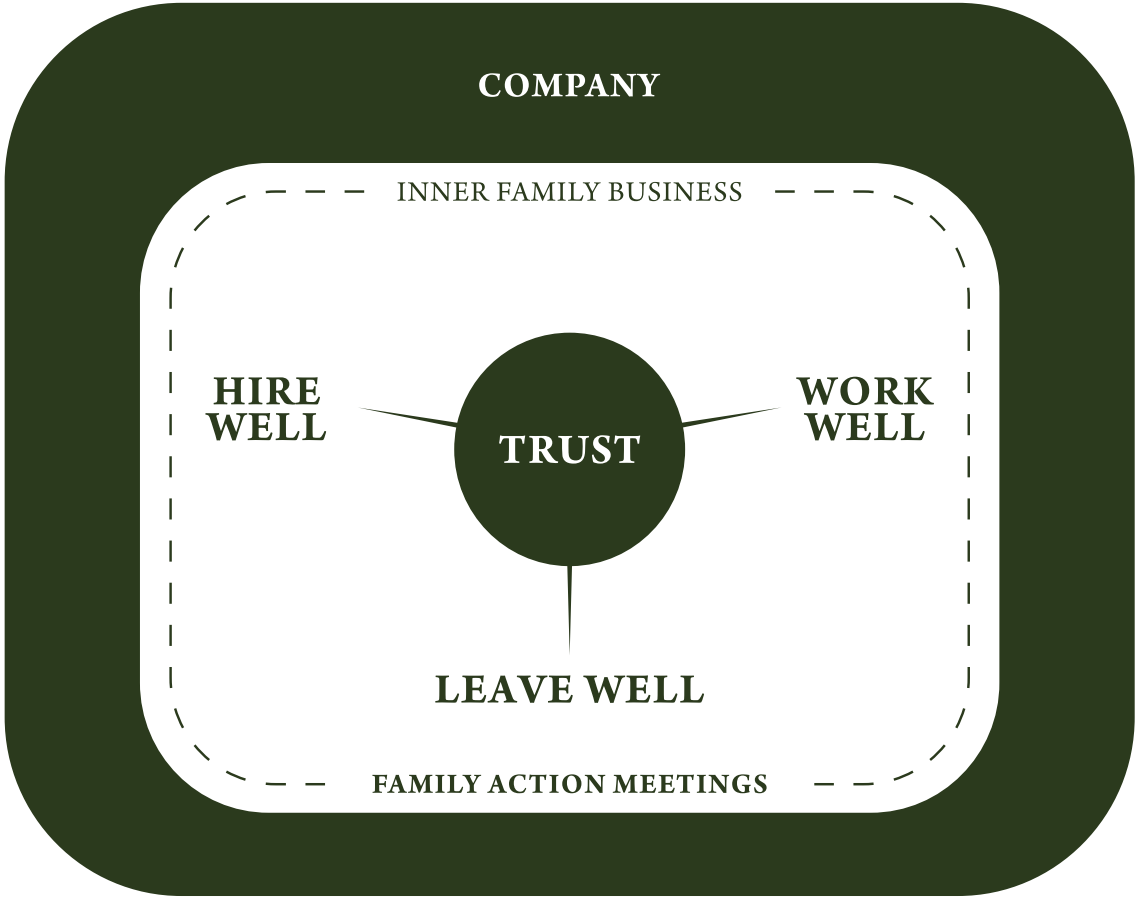 COMPANY
INNER FAMILY BUSINESS
HIRE
WELL
WORK
WELL
TRUST
LEAVE WELL
FAMILY ACTION MEETINGS